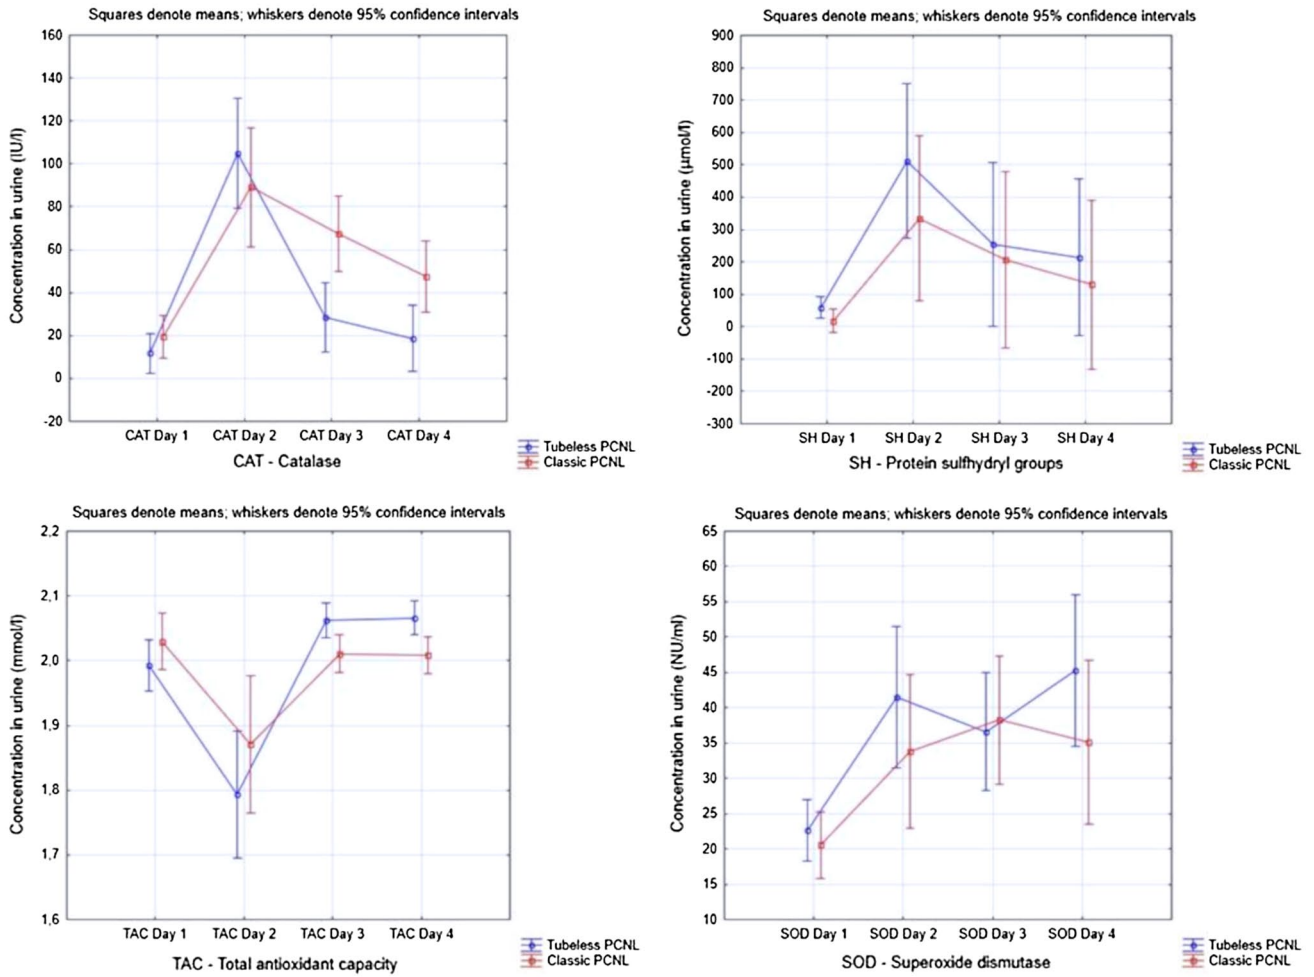 Squares denote means; whiskers denote 95% confidence intervals
160
140
120
100
80
60
40
20
0
-20
Concentration in urine (IU/l)
CAT Day 1 CAT Day 2 CAT Day 3 CAT Day 4
CAT - Catalase
Tubeless PCNL
Classic PCNL
Squares denote means; whiskers denote 95% confidence intervals
900
800
700
600
500
400
300
200
100
0
-100
-200
-300
Concentration in urine (µmol/l)
SH Day 1 SH Day 2 SH Day 3 SH Day 4
SH - Protein sulfhydryl groups
Tubeless PCNL
Classic PCNL
Squares denote means; whiskers denote 95% confidence intervals
2,2
2,1
2,0
1,9
1,8
1,7
1,6
Concentration in urine (mmol/l)
TAC Day 1 TAC Day 2 TAC Day 3 TAC Day 4
TAC - Total antioxidant capacity
Tubeless PCNL
Classic PCNL
Squares denote means; whiskers denote 95% confidence intervals
65
60
55
50
45
40
35
30
25
20
15
10
Concentration in urine (NU/ml)
SOD Day 1 SOD Day 2 SOD Day 3 SOD Day 4
SOD - Superoxide dismutase
Tubeless PCNL
Classic PCNL